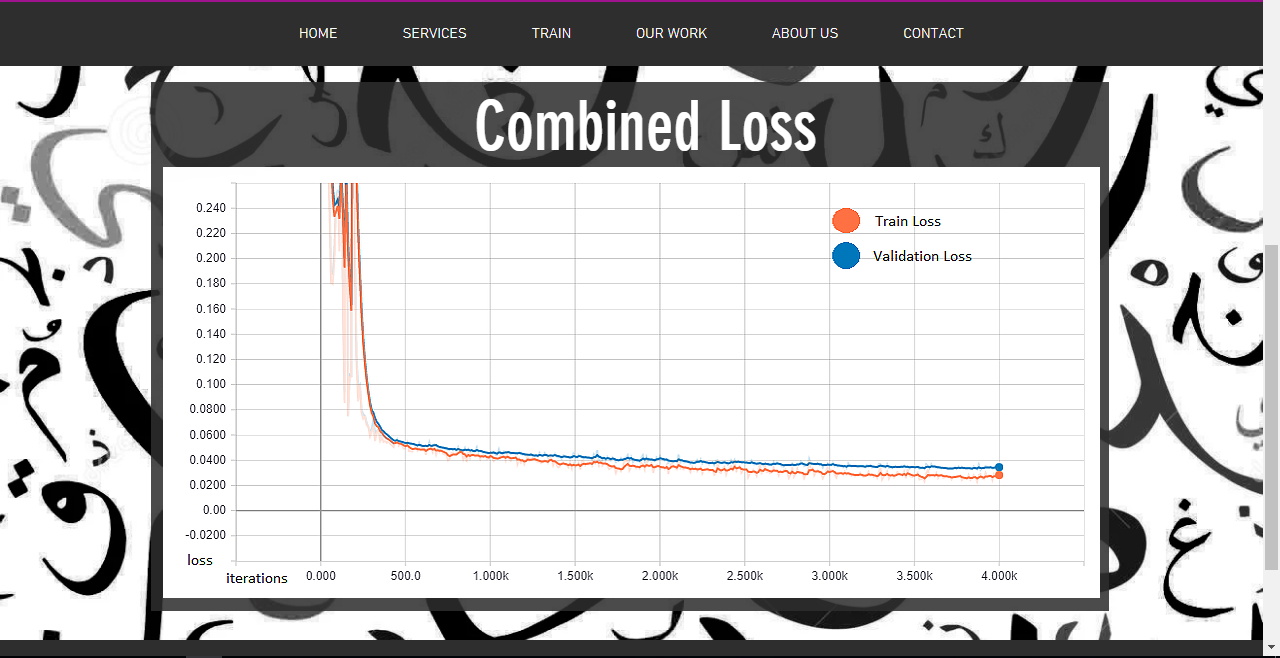 HOME SERVICES TRAIN OUR WORK ABOUT US CONTACT
Combined Loss
0.240
0.220
0.200
0.180
0.160
0.140
0.120
0.100
0.0800
0.0600
0.0400
0.0200
0.00
-0.0200
loss
iterations
0.000 500.0 1.000k 1.500k 2.000k 2.500k 3.000k 3.500k 4.000k
Train Loss
Validation Loss